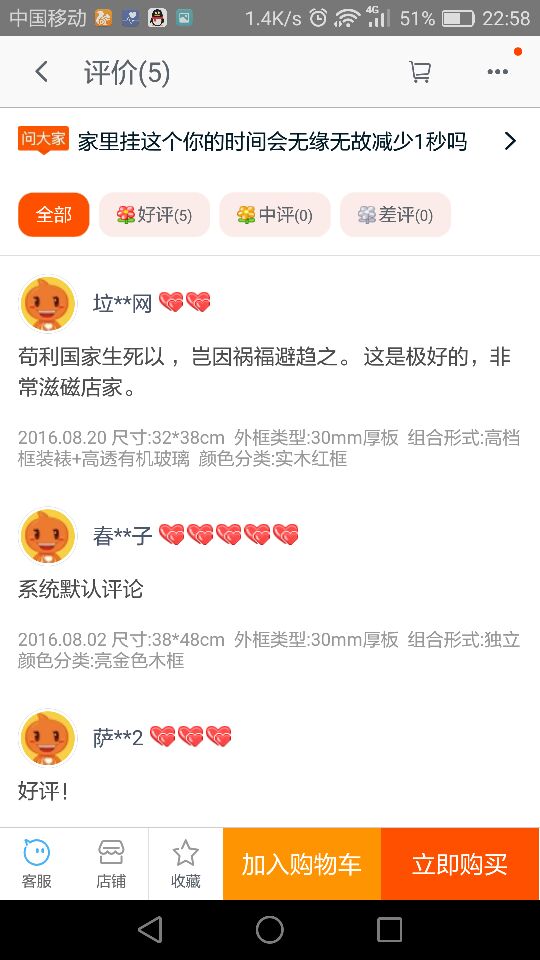 中国移动 1.4K/s 4G 51% 22:58
评价(5)
问大家 家里挂这个你的时间会无缘无故减少1秒吗
全部 好评(5) 中评(0) 差评(0)
垃**网
苟利国家生死以 ，岂因祸福避趋之。 这是极好的，非
常滋磁店家。
2016.08.20 尺寸:32*38cm 外框类型:30mm厚板 组合形式:高档
框装裱+高透有机玻璃 颜色分类:实木红框
春**子
系统默认评论
2016.08.02 尺寸:38*48cm 外框类型:30mm厚板 组合形式:独立
颜色分类:亮金色木框
萨**2
好评！
客服 店铺 收藏 加入购物车 立即购买